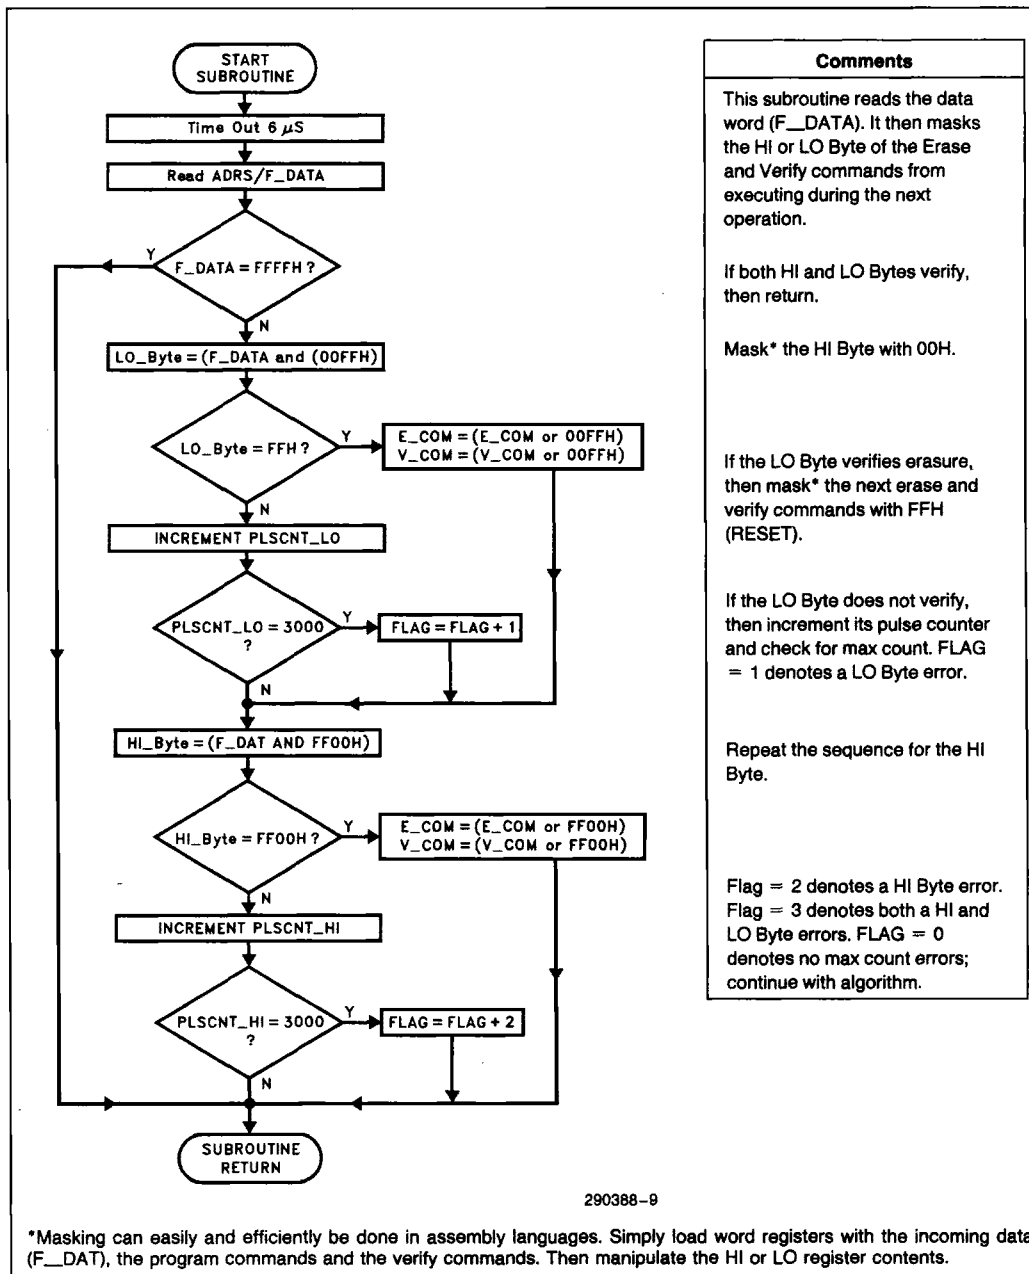 START
SUBROUTINE
Time Out 6 μS
Read ADRS/F_DATA
Y
F_DATA = FFFFH ?
N
LO_Byte = (F_DATA and (00FFH)
LO_Byte = FFH ?
Y
E_COM = (E_COM or 00FFH)
V_COM = (V_COM or 00FFH)
N
INCREMENT PLSCNT_LO
PLSCNT_LO = 3000
?
Y
FLAG = FLAG + 1
N
HI_Byte = (F_DAT AND FF00H)
HI_Byte = FF00H ?
Y
E_COM = (E_COM or FF00H)
V_COM = (V_COM or FF00H)
N
INCREMENT PLSCNT_HI
PLSCNT_HI = 3000
?
Y
FLAG = FLAG + 2
N
SUBROUTINE
RETURN
Comments
This subroutine reads the data
word (F__DATA). It then masks
the HI or LO Byte of the Erase
and Verify commands from
executing during the next
operation.
If both HI and LO Bytes verify,
then return.
Mask* the HI Byte with 00H.
If the LO Byte verifies erasure,
then mask* the next erase and
verify commands with FFH
(RESET).
If the LO Byte does not verify,
then increment its pulse counter
and check for max count. FLAG
= 1 denotes a LO Byte error.
Repeat the sequence for the HI
Byte.
Flag = 2 denotes a HI Byte error.
Flag = 3 denotes both a HI and
LO Byte errors. FLAG = 0
denotes no max count errors;
continue with algorithm.
290388–9
*Masking can easily and efficiently be done in assembly languages. Simply load word registers with the incoming data
(F__DAT), the program commands and the verify commands. Then manipulate the HI or LO register contents.